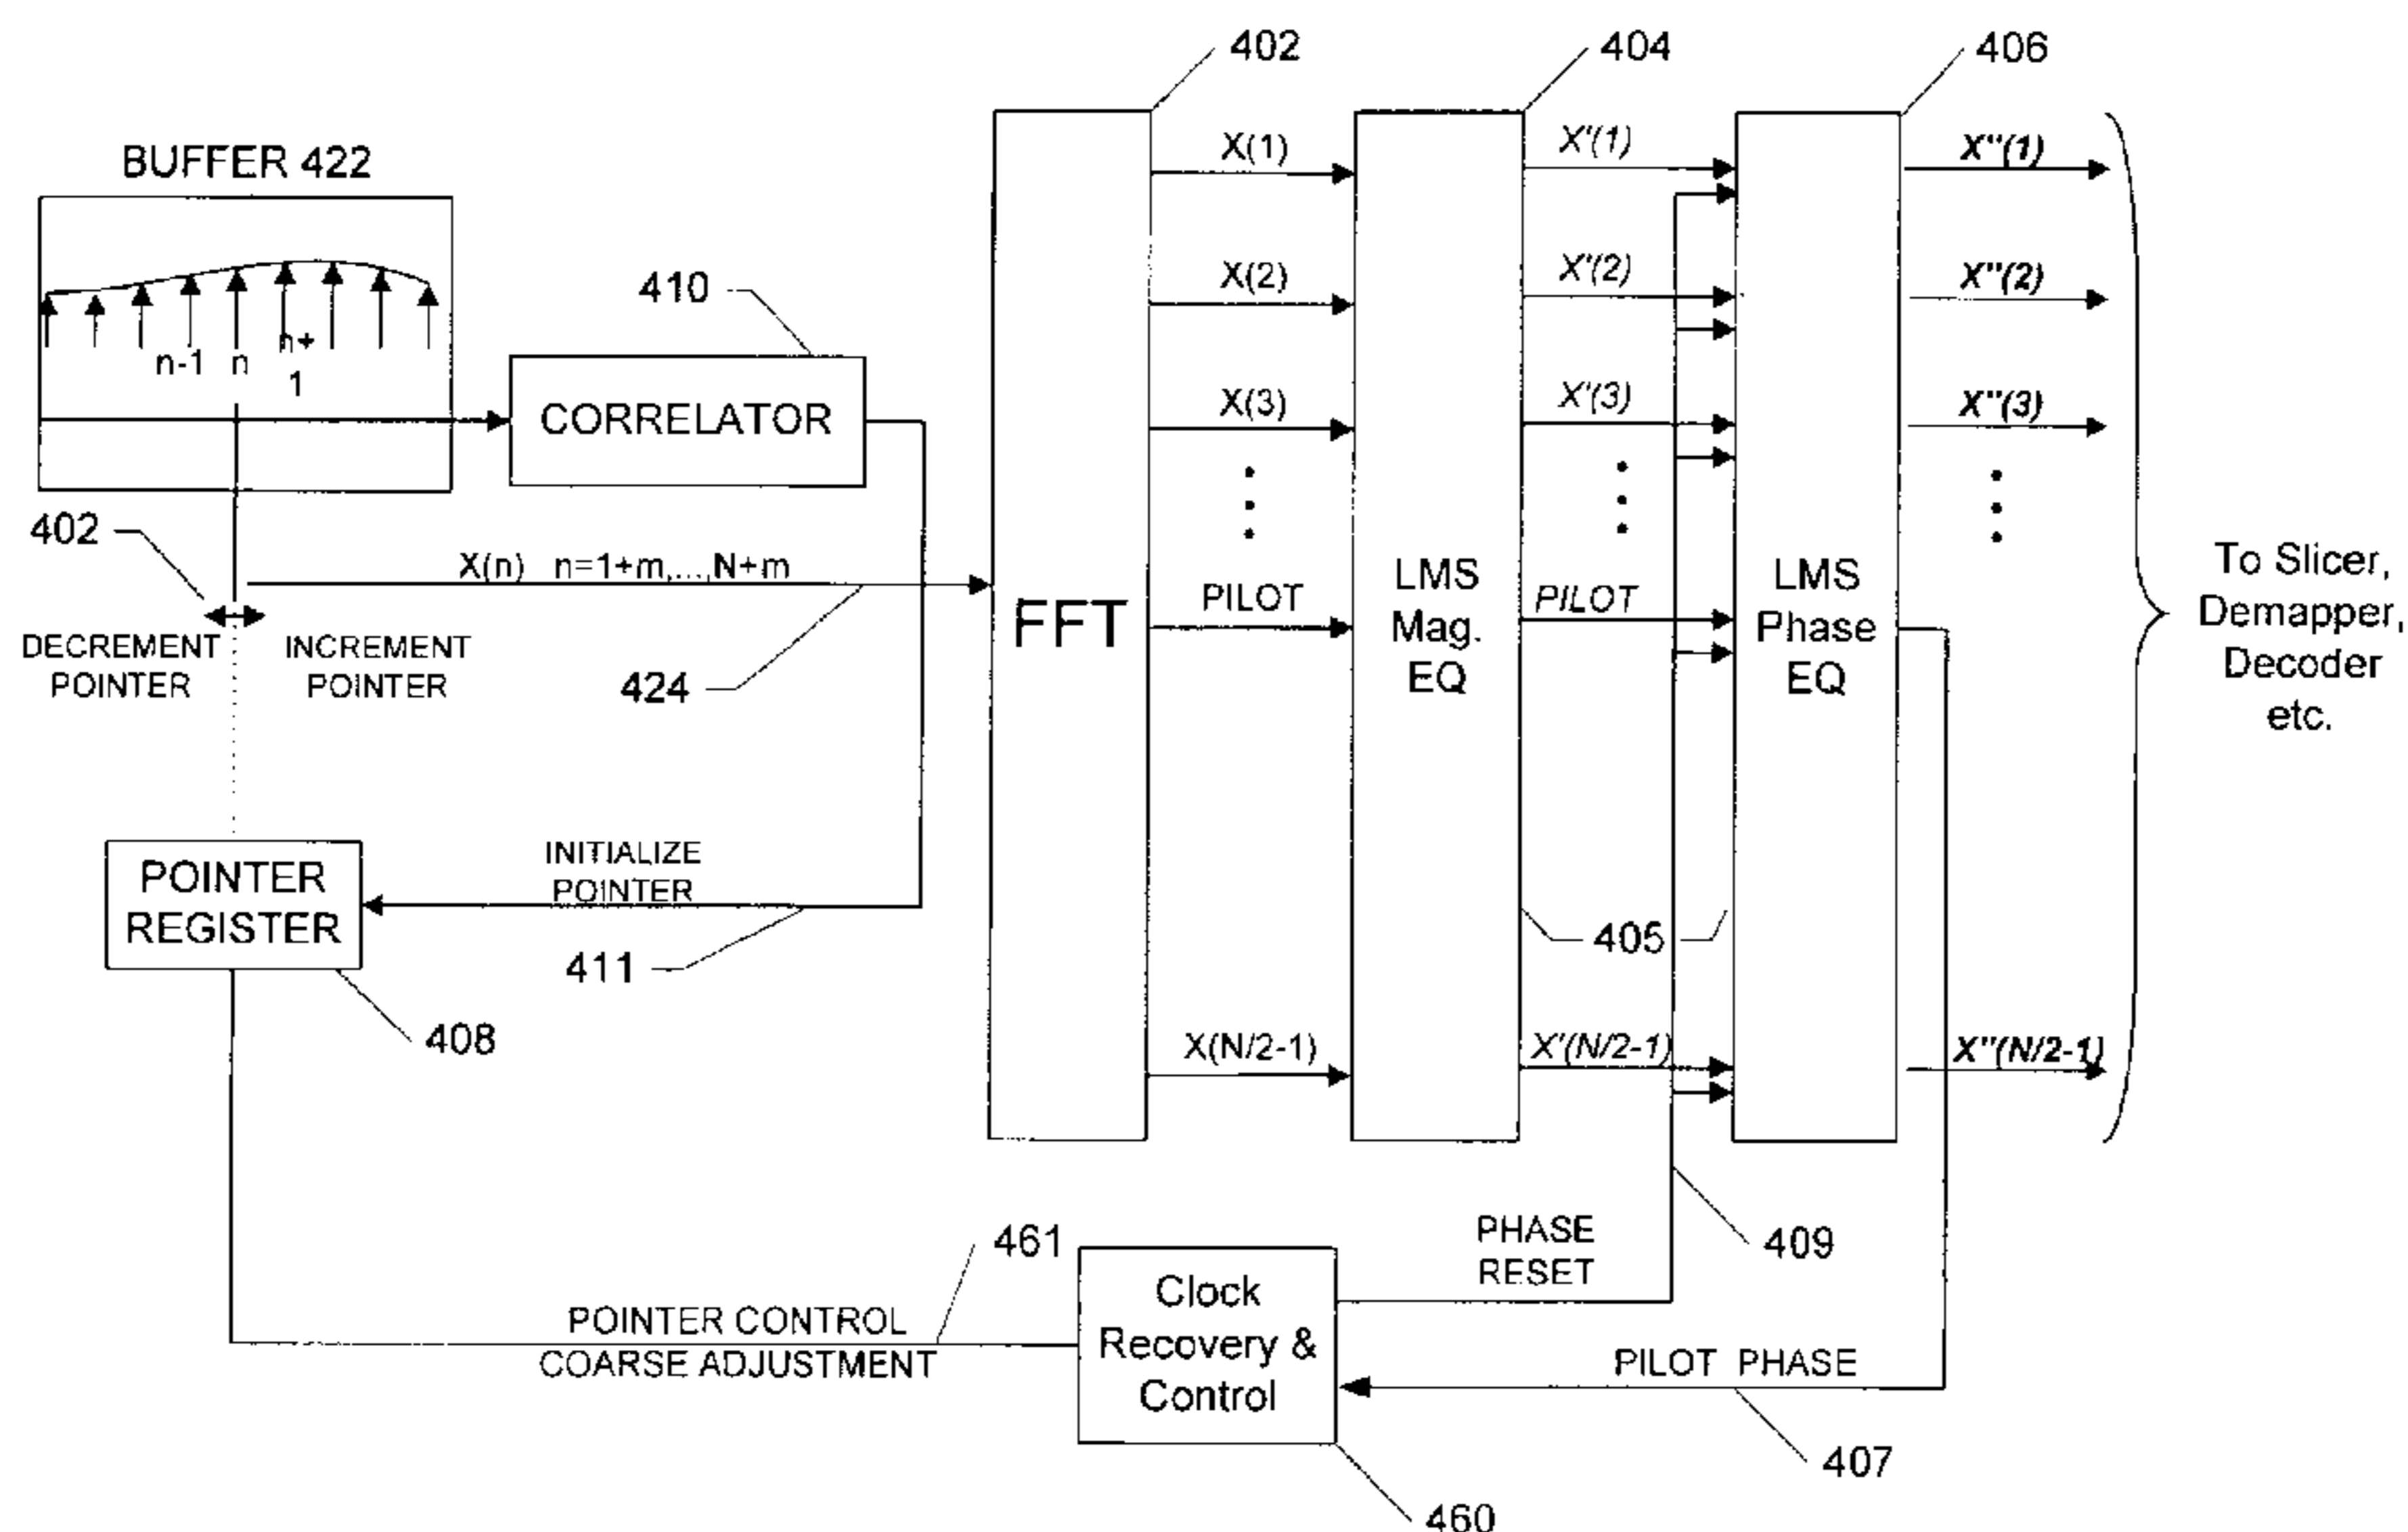 402
404
406
BUFFER 422
n-1 n n+
1
410
CORRELATOR
402
X(n) n=1+m,...,N+m
DECREMENT
POINTER
INCREMENT
POINTER
424
POINTER
REGISTER
INITIALIZE
POINTER
411
408
FFT
X(1)
X(2)
X(3)
PILOT
X(N/2-1)
LMS
Mag.
EQ
X'(1)
X'(2)
X'(3)
PILOT
405
X'(N/2-1)
LMS
Phase
EQ
X''(1)
X''(2)
X''(3)
X''(N/2-1)
To Slicer,
Demapper,
Decoder
etc.
461
POINTER CONTROL
COARSE ADJUSTMENT
Clock
Recovery &
Control
PHASE
RESET
409
PILOT PHASE
407
460